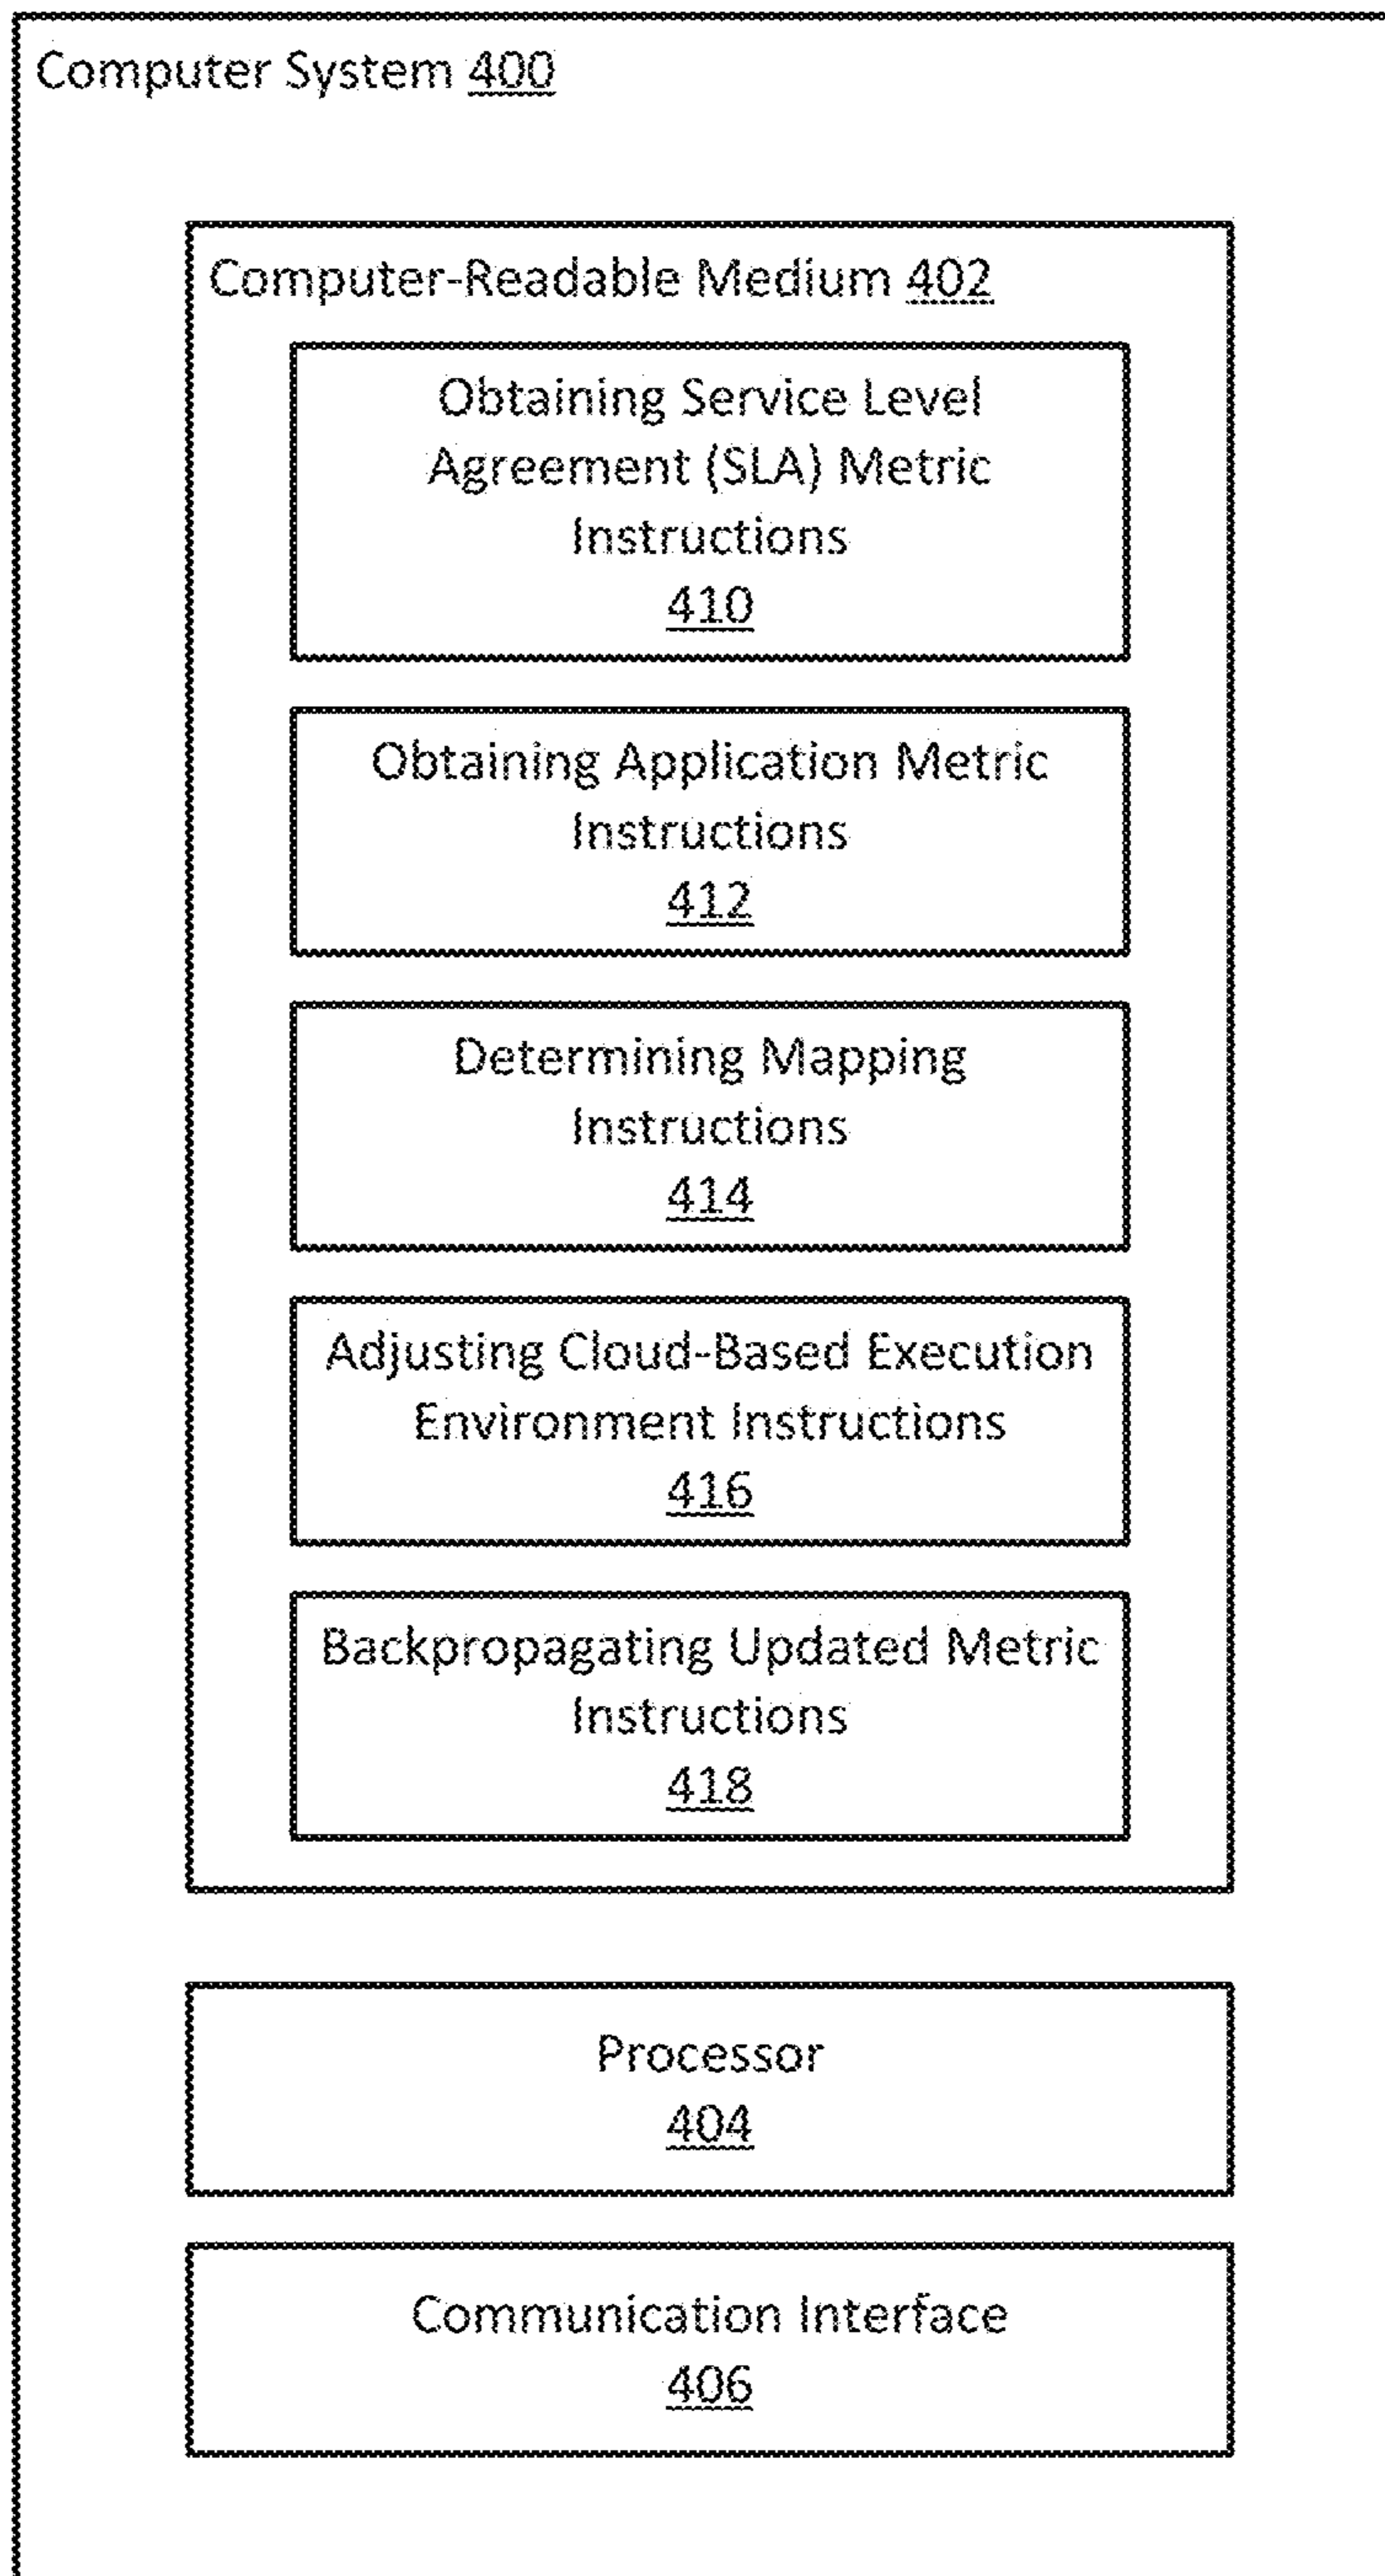 Computer System 400
Computer-Readable Medium 402
Obtaining Service Level
Agreement (SLA) Metric
Instructions
410
Obtaining Application Metric
Instructions
412
Determining Mapping
Instructions
414
Adjusting Cloud-Based Execution
Environment Instructions
416
Backpropagating Updated Metric
Instructions
418
Processor
404
Communication Interface
406